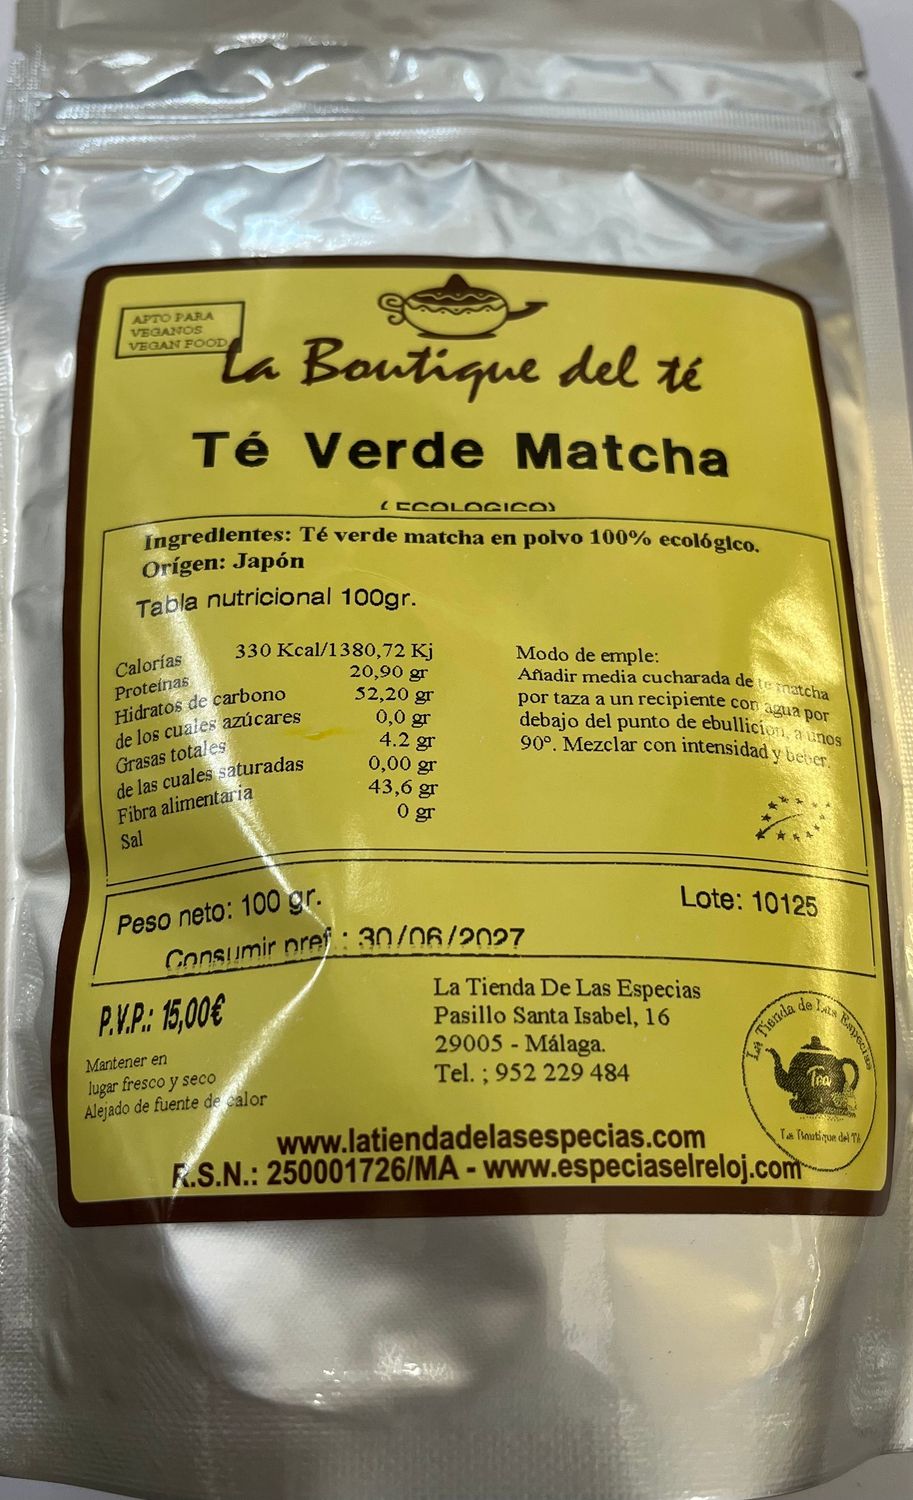 APTO PARA
VEGANOS
VEGAN FOOD
La Boutique del té
Té Verde Matcha
( ECOLOGICO)
Ingredientes: Té verde matcha en polvo 100% ecológico.
Orígen: Japón
Tabla nutricional 100gr.
Calorías 330 Kcal/1380,72 Kj
Proteínas 20,90 gr
Hidratos de carbono 52,20 gr
de los cuales azúcares 0,0 gr
Grasas totales 4.2 gr
de las cuales saturadas 0,00 gr
Fibra alimentaria 43,6 gr
Sal 0 gr
Modo de emple:
Añadir media cucharada de te matcha
por taza a un recipiente con agua por
debajo del punto de ebullicion, a unos
90º. Mezclar con intensidad y beber.
Peso neto: 100 gr.
Lote: 10125
Consumir pref : 30/06/2027
P.V.P.: 15,00€
Mantener en
lugar fresco y seco
Alejado de fuente de calor
La Tienda De Las Especias
Pasillo Santa Isabel, 16
29005 - Málaga.
Tel. ; 952 229 484
La Tienda de Las Especias
Tea
La Boutique del Té
www.latiendadelasespecias.com
R.S.N.: 250001726/MA - www.especiaselreloj.com